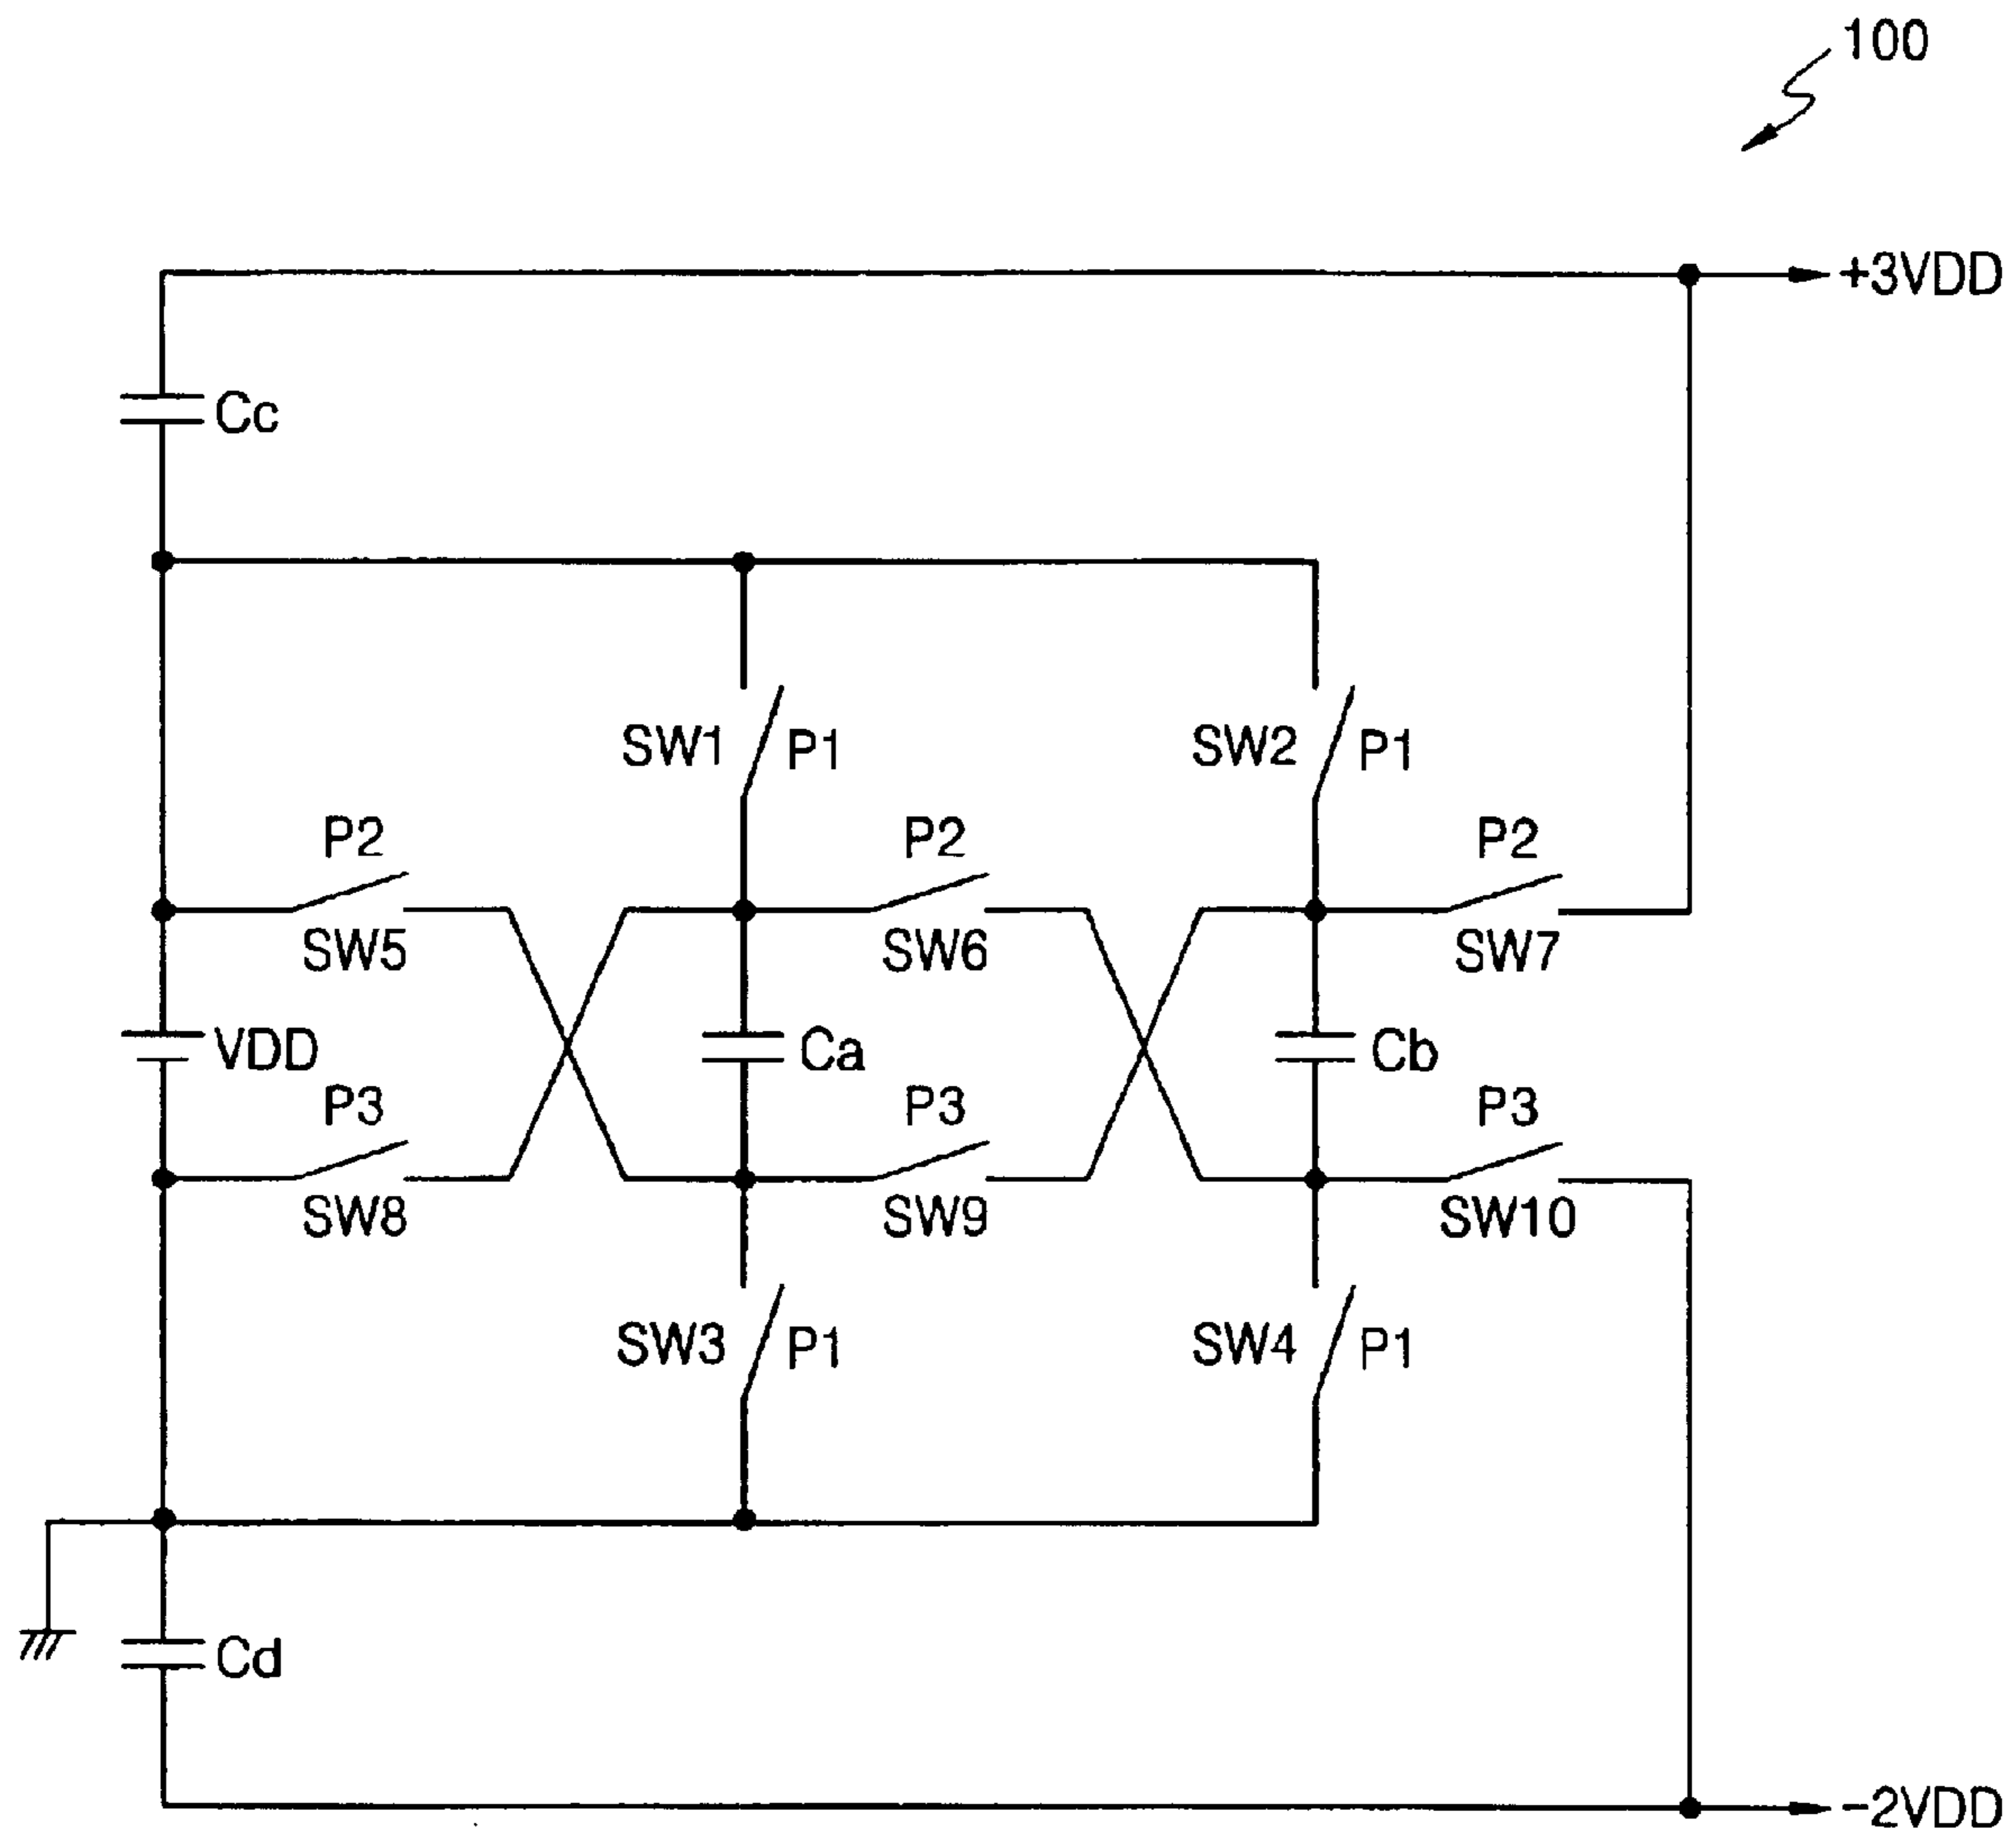 100
+3VDD
Cc
SW1 P1
SW2 P1
P2
P2
P2
SW5
SW6
SW7
VDD
Ca
Cb
P3
P3
P3
SW8
SW9
SW10
SW3 P1
SW4 P1
Cd
-2VDD